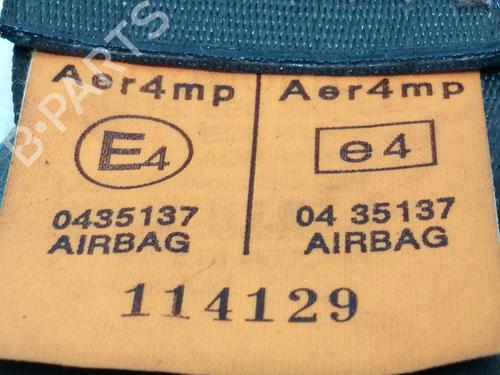 Aer4mp Aer4mp
E4 e4
0435137 04 35137
AIRBAG AIRBAG
114129
B-PARTS